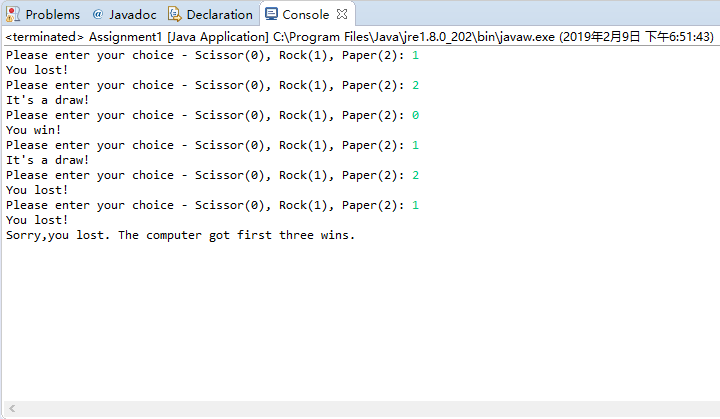 Problems @ Javadoc Declaration Console
<terminated> Assignment1 [Java Application] C:\Program Files\Java\jre1.8.0_202\bin\javaw.exe (2019年2月9日 下午6:51:43)
Please enter your choice - Scissor(0), Rock(1), Paper(2): 1
You lost!
Please enter your choice - Scissor(0), Rock(1), Paper(2): 2
It's a draw!
Please enter your choice - Scissor(0), Rock(1), Paper(2): 0
You win!
Please enter your choice - Scissor(0), Rock(1), Paper(2): 1
It's a draw!
Please enter your choice - Scissor(0), Rock(1), Paper(2): 2
You lost!
Please enter your choice - Scissor(0), Rock(1), Paper(2): 1
You lost!
Sorry,you lost. The computer got first three wins.